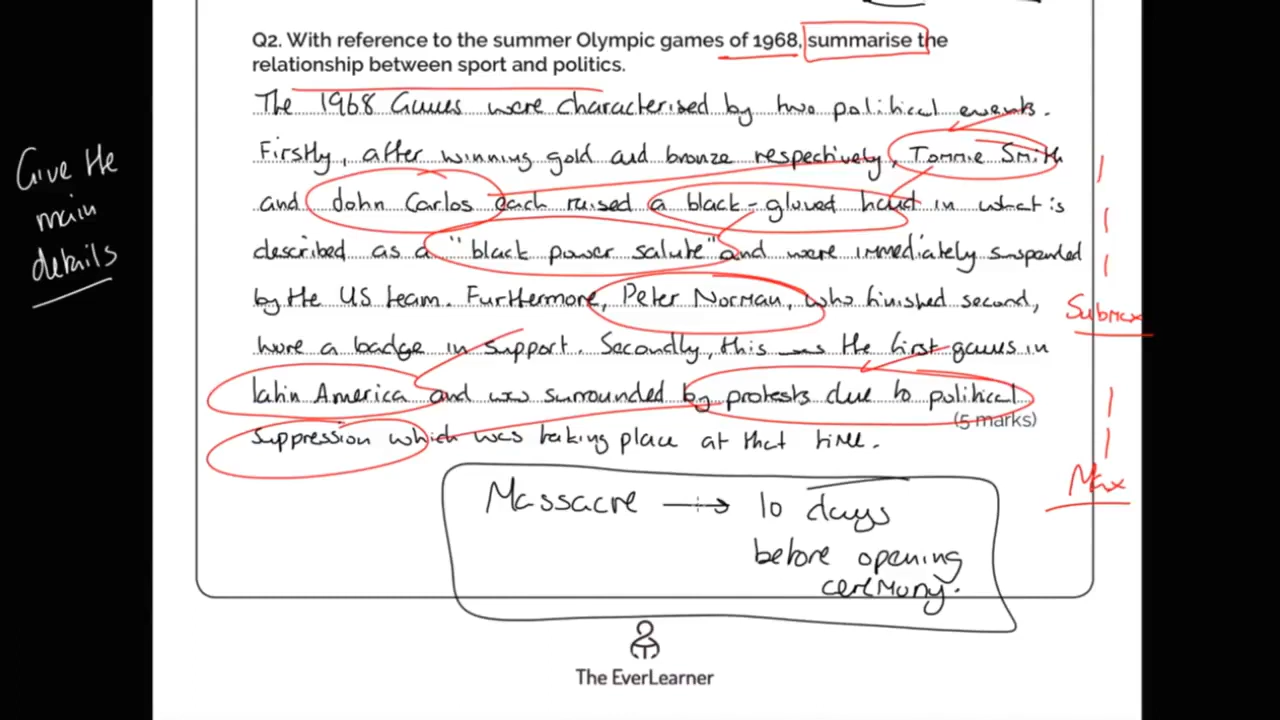 Q2. With reference to the summer Olympic games of 1968, summarise the
relationship between sport and politics.
The 1968 Games were characterised by two political events.
Firstly, after winning gold and bronze respectively, Tommie Smith
and John Carlos each raised a black-gloved hand in what is
described as a "black power salute" and were immediately suspended
by the US team. Furthermore, Peter Norman, who finished second,
wore a badge in support. Secondly, this was the first games in
latin America and was surrounded by protests due to political
(5 marks)
suppression which was taking place at that time.
Give the
main
details
Submax
Max
Massacre → 10 days
before opening
ceremony.
The EverLearner